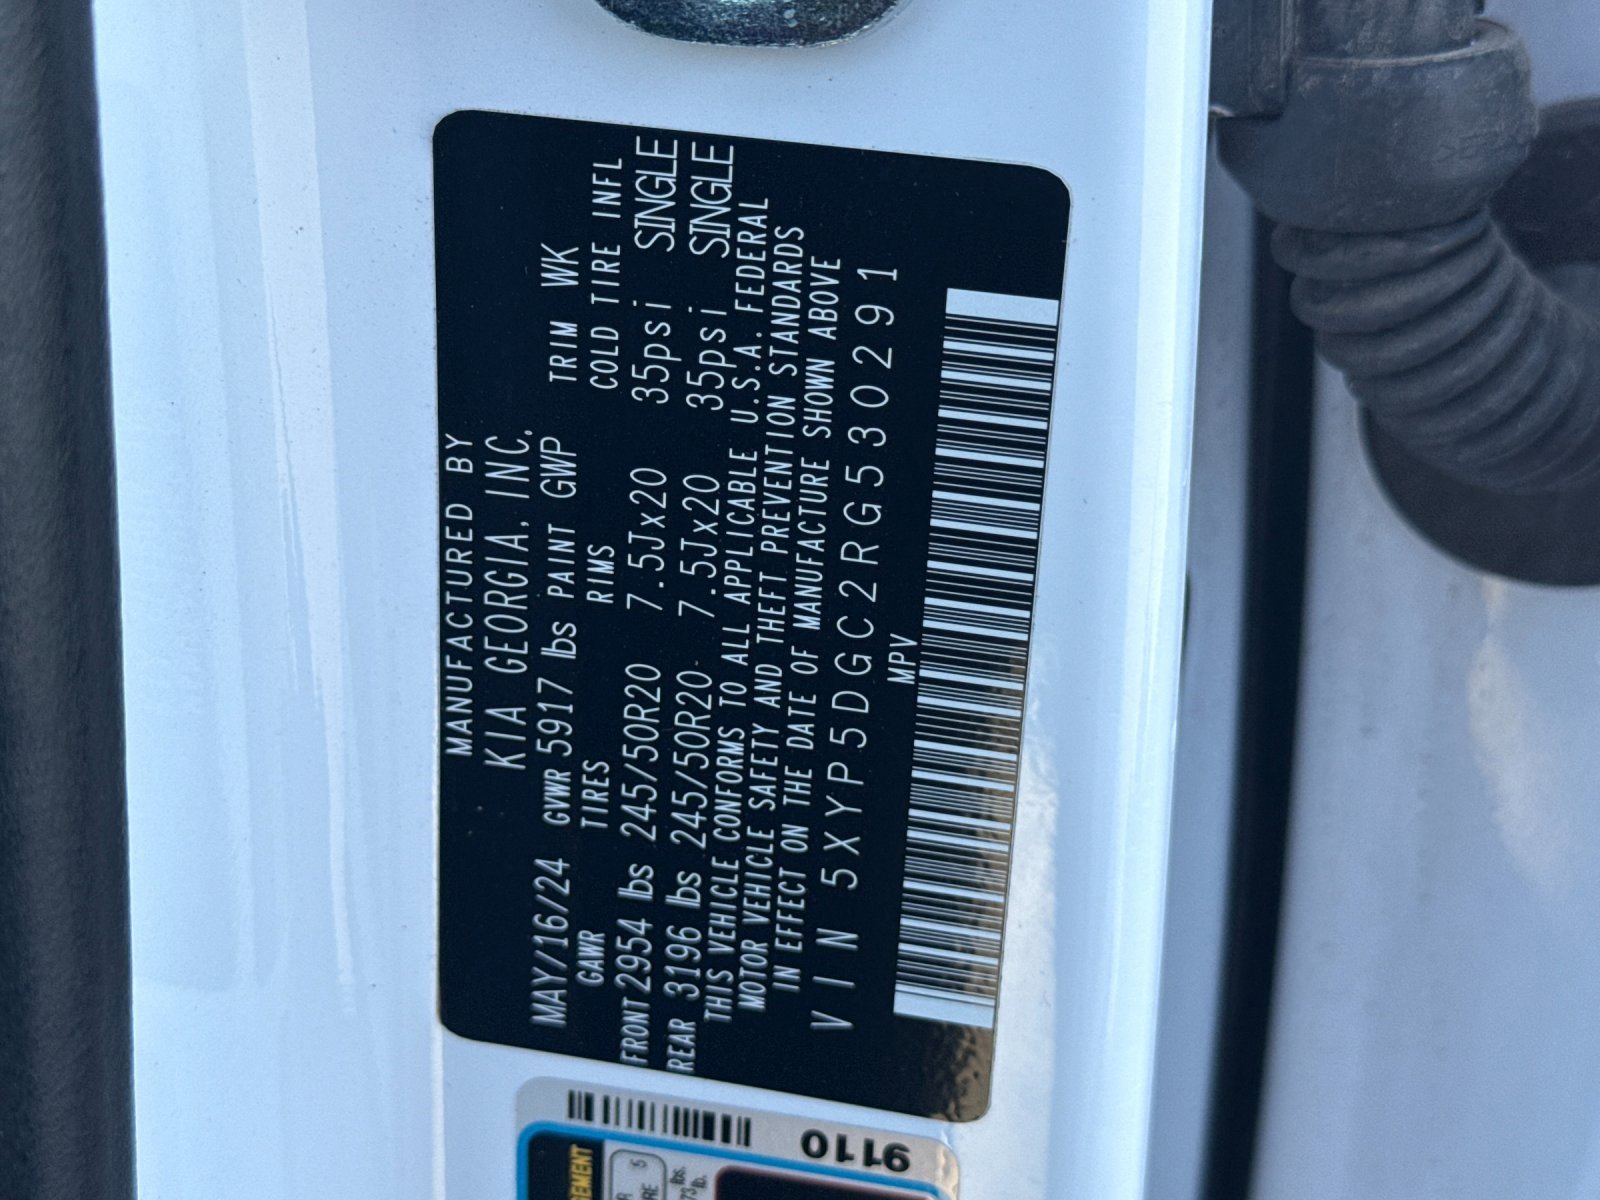 MANUFACTURED BY
KIA GEORGIA, INC.
MAY/16/24 GVWR 5917 lbs PAINT GWP TRIM WK
GAWR TIRES RIMS COLD TIRE INFL
FRONT 2954 lbs 245/50R20 7.5Jx20 35psi SINGLE
REAR 3196 lbs 245/50R20 7.5Jx20 35psi SINGLE
THIS VEHICLE CONFORMS TO ALL APPLICABLE U.S.A. FEDERAL
MOTOR VEHICLE SAFETY AND THEFT PREVENTION STANDARDS
IN EFFECT ON THE DATE OF MANUFACTURE SHOWN ABOVE
VIN 5XYP5DGC2RG530291
MPV
9110